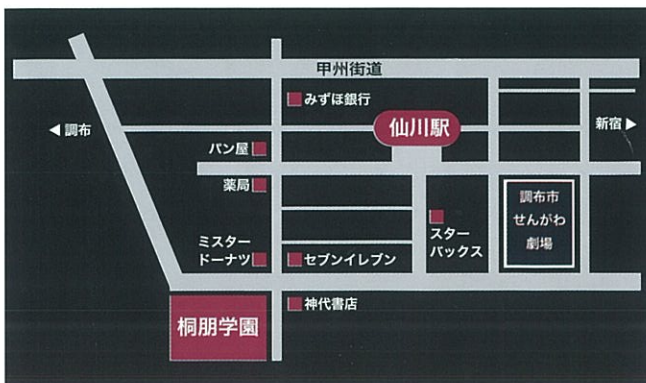 甲州街道
みずほ銀行
仙川駅
◀ 調布
新宿 ▶
パン屋
薬局
調布市
せんがわ
劇場
スター
バックス
ミスター
ドーナツ
セブンイレブン
神代書店
桐朋学園